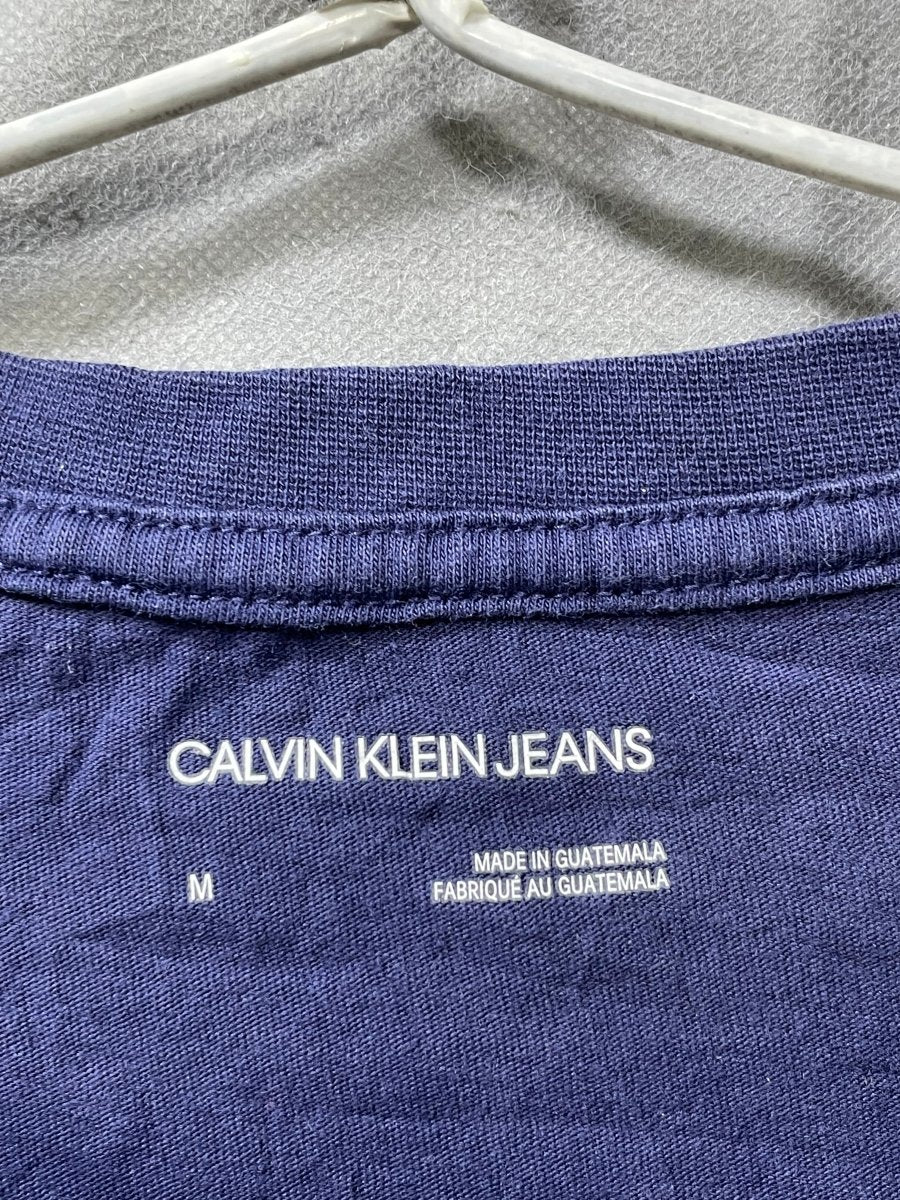 CALVIN KLEIN JEANS
M
MADE IN GUATEMALA
FABRIQUÉ AU GUATEMALA